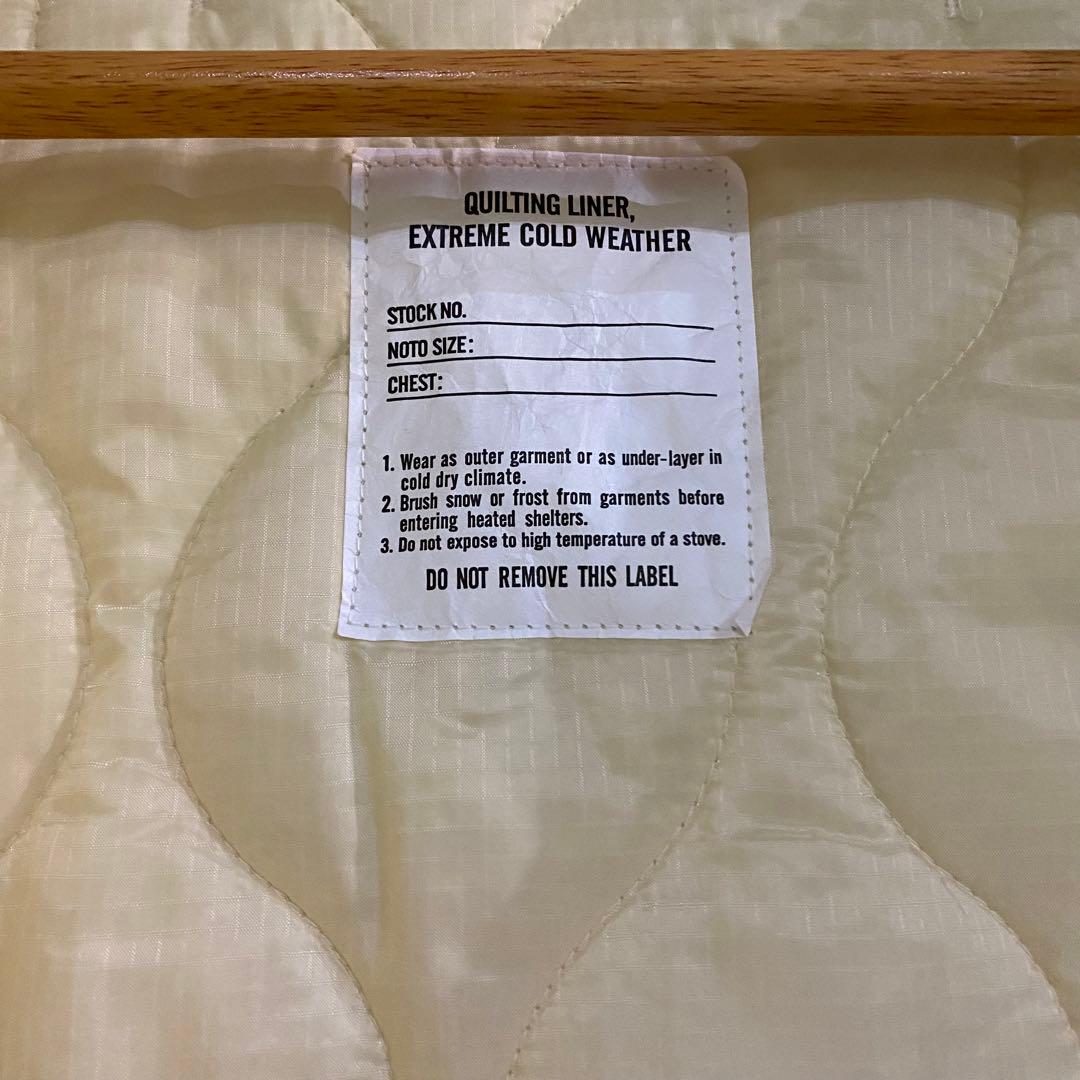 QUILTING LINER,
EXTREME COLD WEATHER
STOCK NO.
NOTO SIZE:
CHEST:
1. Wear as outer garment or as under-layer in
cold dry climate.
2. Brush snow or frost from garments before
entering heated shelters.
3. Do not expose to high temperature of a stove.
DO NOT REMOVE THIS LABEL